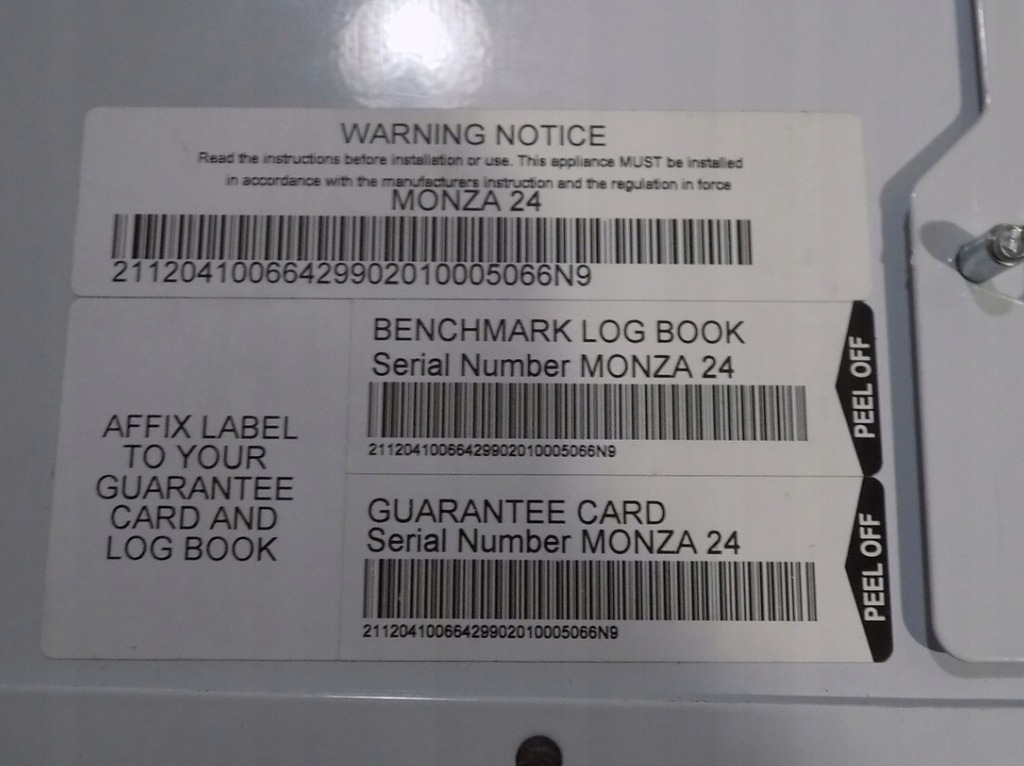 WARNING NOTICE
Read the instructions before installation or use. This appliance MUST be installed
in accordance with the manufacturers instruction and the regulation in force
MONZA 24
21120410066429902010005066N9
BENCHMARK LOG BOOK
Serial Number MONZA 24
21120410066429902010005066N9
PEEL OFF
AFFIX LABEL
TO YOUR
GUARANTEE
CARD AND
LOG BOOK
GUARANTEE CARD
Serial Number MONZA 24
21120410066429902010005066N9
PEEL OFF